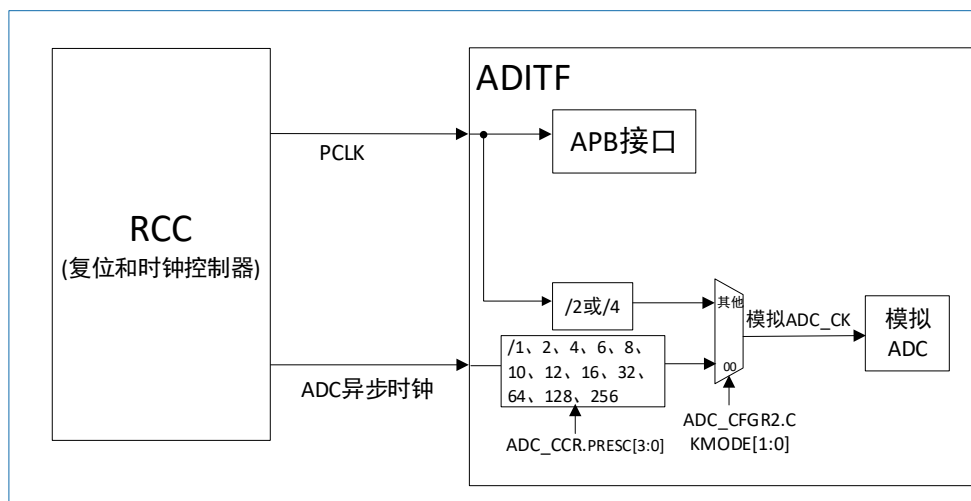 ADITF
APB接口
PCLK
RCC
(复位和时钟控制器)
/2或/4
其他
模拟ADC_CK
模拟
ADC
/1、2、4、6、8、
10、12、16、32、
64、128、256
00
ADC异步时钟
ADC_CCR.PRESC[3:0]
ADC_CFGR2.C
KMODE[1:0]